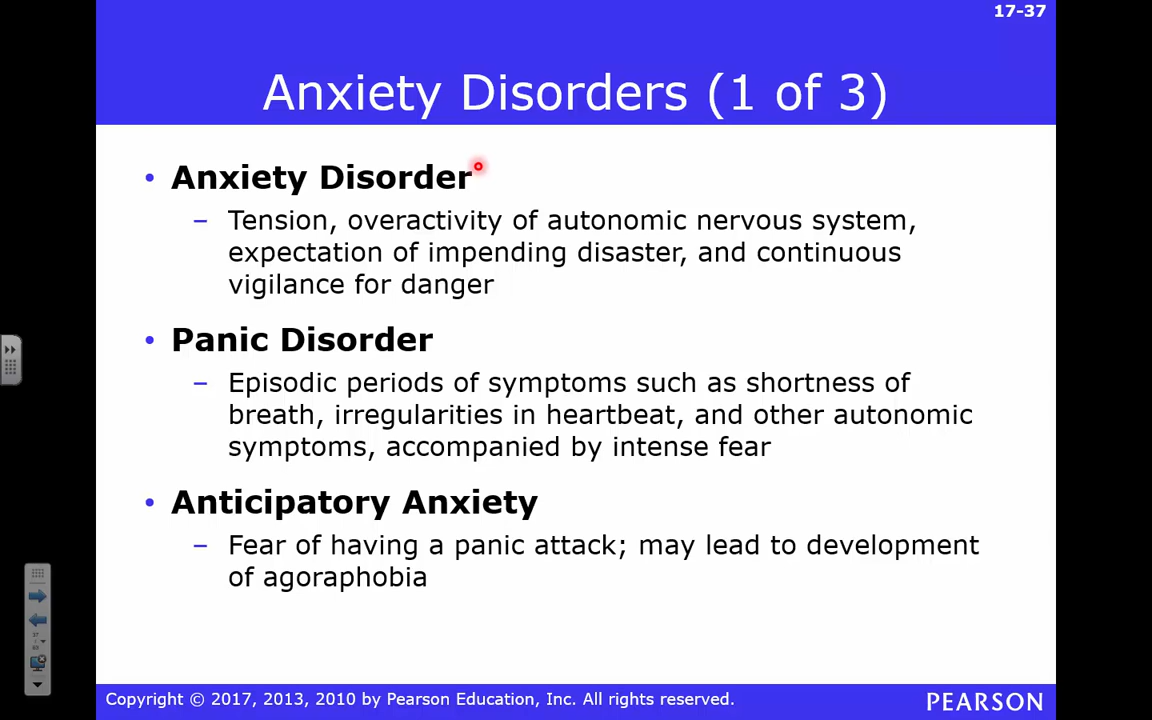 17-37
Anxiety Disorders (1 of 3)
• Anxiety Disorder
– Tension, overactivity of autonomic nervous system,
expectation of impending disaster, and continuous
vigilance for danger
• Panic Disorder
– Episodic periods of symptoms such as shortness of
breath, irregularities in heartbeat, and other autonomic
symptoms, accompanied by intense fear
• Anticipatory Anxiety
– Fear of having a panic attack; may lead to development
of agoraphobia
Copyright © 2017, 2013, 2010 by Pearson Education, Inc. All rights reserved.
PEARSON